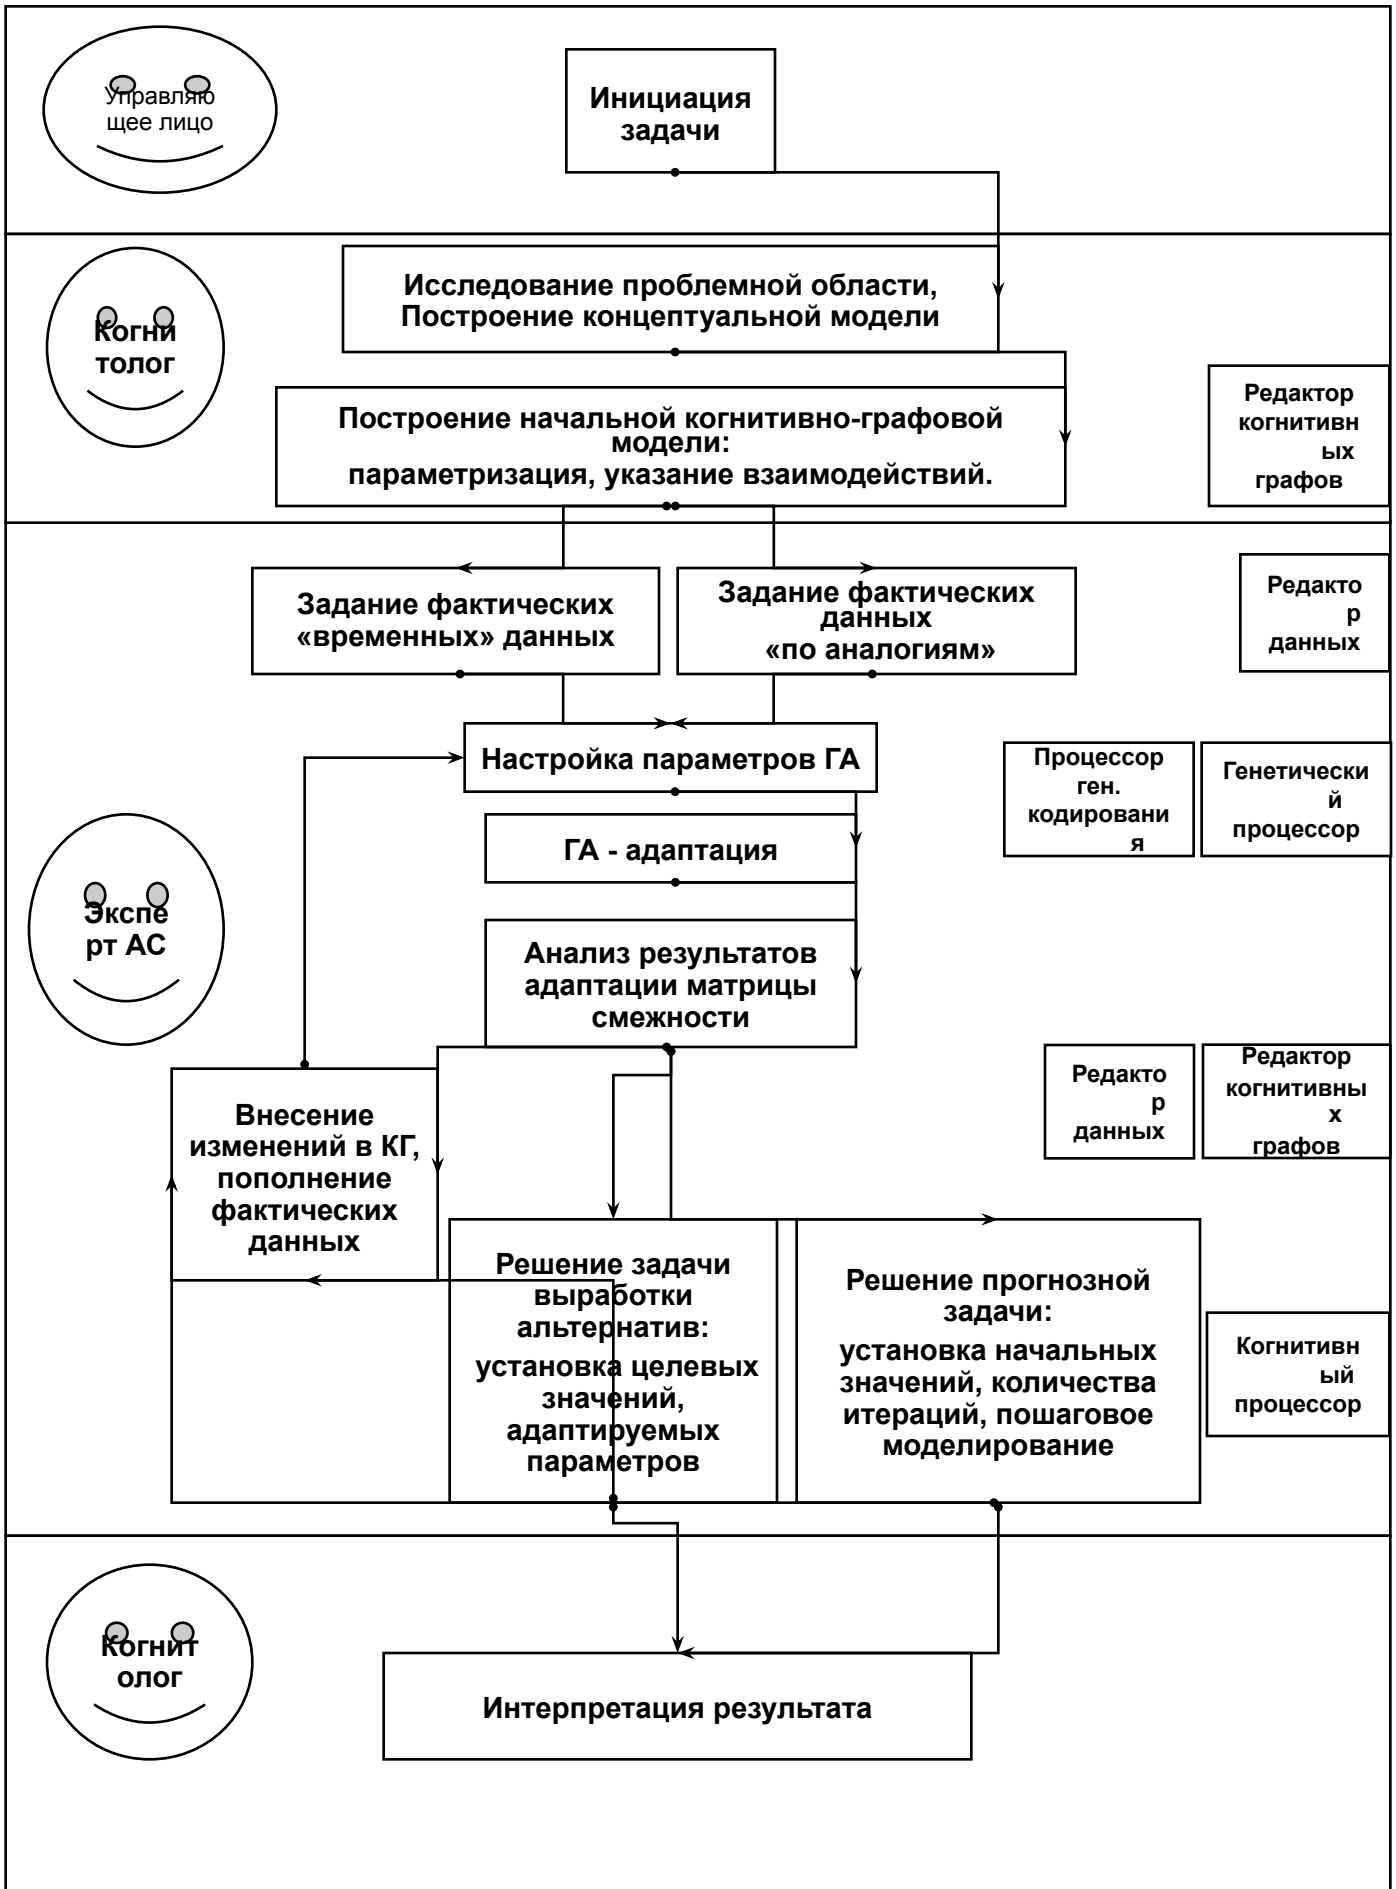 Управляю
щее лицо
Инициация
задачи
Когни
толог
Исследование проблемной области,
Построение концептуальной модели
Построение начальной когнитивно-графовой
модели:
параметризация, указание взаимодействий.
Редактор
когнитивн
ых
графов
Задание фактических
«временных» данных
Задание фактических
данных
«по аналогиям»
Редакто
р
данных
Настройка параметров ГА
Процессор
ген.
кодировани
я
Генетически
й
процессор
ГА - адаптация
Экспе
рт АС
Анализ результатов
адаптации матрицы
смежности
Редакто
р
данных
Редактор
когнитивны
х
графов
Внесение
изменений в КГ,
пополнение
фактических
данных
Решение задачи
выработки
альтернатив:
установка целевых
значений,
адаптируемых
параметров
Решение прогнозной
задачи:
установка начальных
значений, количества
итераций, пошаговое
моделирование
Когнитивн
ый
процессор
Когнит
олог
Интерпретация результата